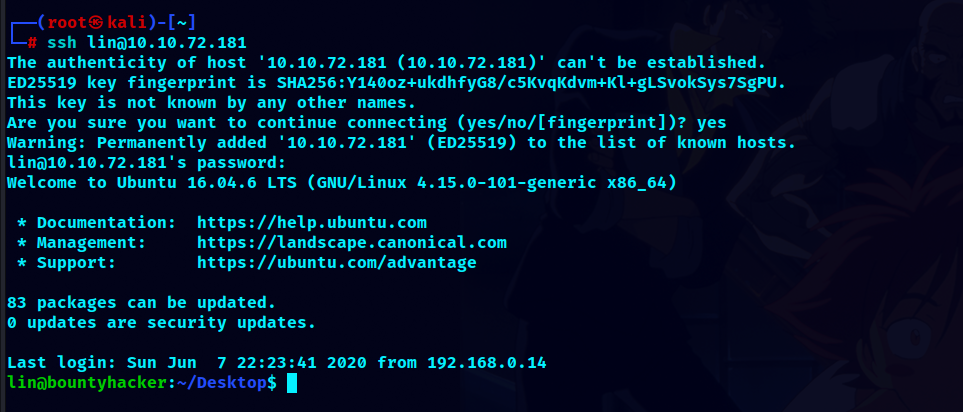 ┌──(root㉿kali)-[~]
└─# ssh lin@10.10.72.181
The authenticity of host '10.10.72.181 (10.10.72.181)' can't be established.
ED25519 key fingerprint is SHA256:Y140oz+ukdhfyG8/c5KvqKdvm+Kl+gLSvokSys7SgPU.
This key is not known by any other names.
Are you sure you want to continue connecting (yes/no/[fingerprint])? yes
Warning: Permanently added '10.10.72.181' (ED25519) to the list of known hosts.
lin@10.10.72.181's password:
Welcome to Ubuntu 16.04.6 LTS (GNU/Linux 4.15.0-101-generic x86_64)

 * Documentation:  https://help.ubuntu.com
 * Management:     https://landscape.canonical.com
 * Support:        https://ubuntu.com/advantage

83 packages can be updated.
0 updates are security updates.

Last login: Sun Jun  7 22:23:41 2020 from 192.168.0.14
lin@bountyhacker:~/Desktop$